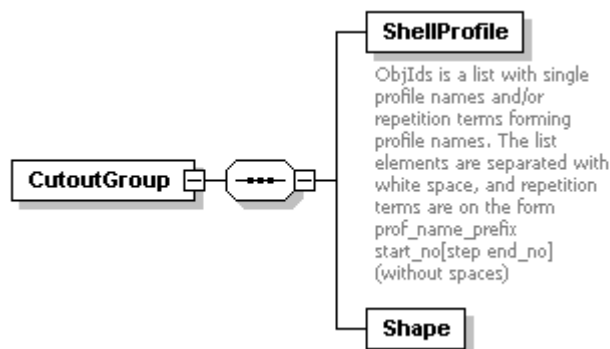 ShellProfile
ObjIds is a list with single
profile names and/or
repetition terms forming
profile names. The list
elements are separated with
white space, and repetition
terms are on the form
prof_name_prefix
start_no[step end_no]
(without spaces)
CutoutGroup
Shape